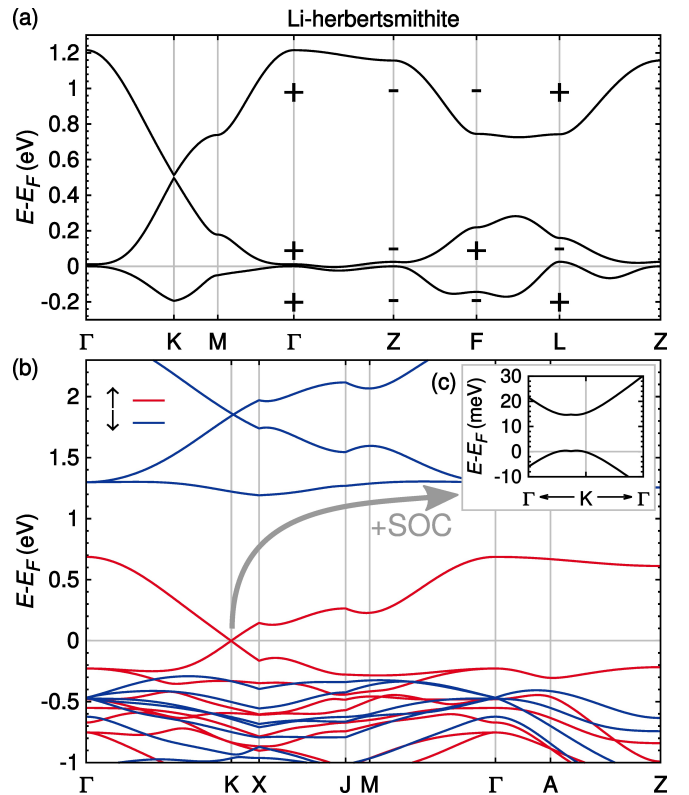 Li-herbertsmithite
(a)
1.2
1
0.8
0.6
0.4
0.2
0
-0.2
E-E_F (eV)
+ - - +
+ - + -
+ - - +
Γ K M Γ Z F L Z
(b)
2
1.5
1
0.5
0
-0.5
-1
E-E_F (eV)
↑
↓
+SOC
(c)
30
20
10
0
-10
E-E_F (meV)
Γ ← K → Γ
Γ K X J M Γ A Z